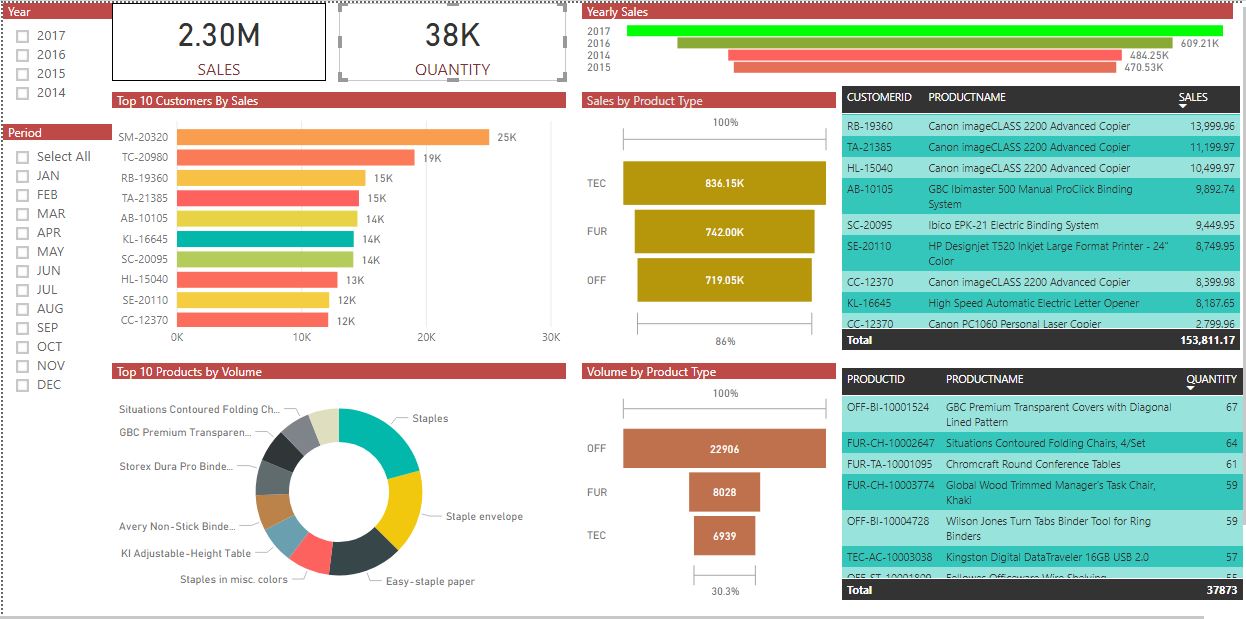 Year
2017
2016
2015
2014
Period
Select All
JAN
FEB
MAR
APR
MAY
JUN
JUL
AUG
SEP
OCT
NOV
DEC
2.30M
SALES
38K
QUANTITY
Yearly Sales
2017
2016
609.21K
2014
484.25K
2015
470.53K
Top 10 Customers By Sales
SM-20320
25K
TC-20980
19K
RB-19360
15K
TA-21385
15K
AB-10105
14K
KL-16645
14K
SC-20095
14K
HL-15040
13K
SE-20110
12K
CC-12370
12K
0K
10K
20K
30K
Sales by Product Type
100%
TEC
836.15K
FUR
742.00K
OFF
719.05K
86%
CUSTOMERID PRODUCTNAME SALES
RB-19360 Canon imageCLASS 2200 Advanced Copier 13,999.96
TA-21385 Canon imageCLASS 2200 Advanced Copier 11,199.97
HL-15040 Canon imageCLASS 2200 Advanced Copier 10,499.97
AB-10105 GBC Ibimaster 500 Manual ProClick Binding 9,892.74
System
SC-20095 Ibico EPK-21 Electric Binding System 9,449.95
SE-20110 HP Designjet T520 Inkjet Large Format Printer - 24" 8,749.95
Color
CC-12370 Canon imageCLASS 2200 Advanced Copier 8,399.98
KL-16645 High Speed Automatic Electric Letter Opener 8,187.65
CC-12370 Canon PC1060 Personal Laser Copier 2,799.96
Total 153,811.17
Top 10 Products by Volume
Situations Contoured Folding Ch...
GBC Premium Transparen...
Storex Dura Pro Binde...
Avery Non-Stick Binde...
KI Adjustable-Height Table
Staples in misc. colors
Staples
Staple envelope
Easy-staple paper
Volume by Product Type
100%
OFF
22906
FUR
8028
TEC
6939
30.3%
PRODUCTID PRODUCTNAME QUANTITY
OFF-BI-10001524 GBC Premium Transparent Covers with Diagonal 67
Lined Pattern
FUR-CH-10002647 Situations Contoured Folding Chairs, 4/Set 64
FUR-TA-10001095 Chromcraft Round Conference Tables 61
FUR-CH-10003774 Global Wood Trimmed Manager's Task Chair, 59
Khaki
OFF-BI-10004728 Wilson Jones Turn Tabs Binder Tool for Ring 59
Binders
TEC-AC-10003038 Kingston Digital DataTraveler 16GB USB 2.0 57
OFF-ST-10001809 Fellowes Officeware Wire Shelving 55
Total 37873